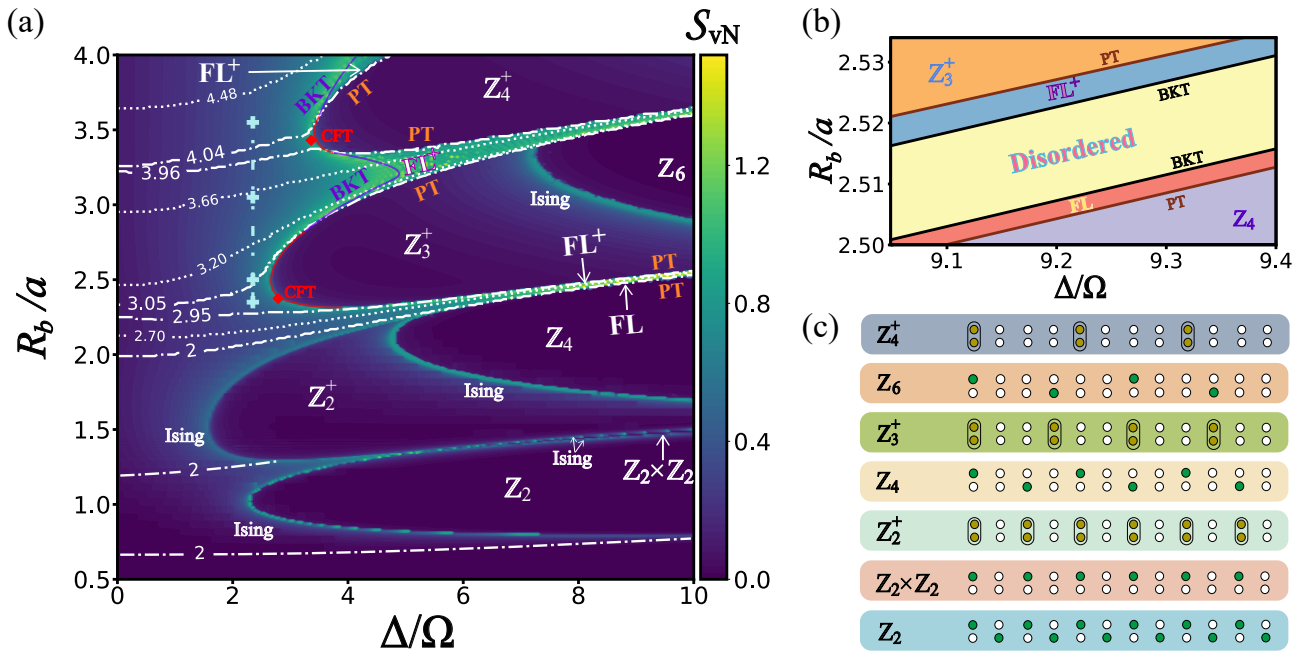 (a)
S_vN
4.0
3.5
3.0
2.5
2.0
1.5
1.0
0.5
R_b/a
0
2
4
6
8
10
Δ/Ω
1.2
0.8
0.4
0.0
FL⁺
BKT
PT
Z₄⁺
4.48
CFT
4.04
3.96
PT
FL⁺
BKT
PT
Z₆
3.66
Ising
Z₃⁺
3.20
FL⁺
PT
PT
CFT
3.05
2.95
2.70
FL
2
Z₄
Ising
Z₂⁺
Ising
Ising
Z₂×Z₂
2
Z₂
Ising
2
(b)
2.53
2.52
2.51
2.50
R_b/a
9.1
9.2
9.3
9.4
Δ/Ω
Z₃⁺
PT
FL⁺
BKT
Disordered
BKT
FL
PT
Z₄
(c)
Z₄⁺
Z₆
Z₃⁺
Z₄
Z₂⁺
Z₂×Z₂
Z₂